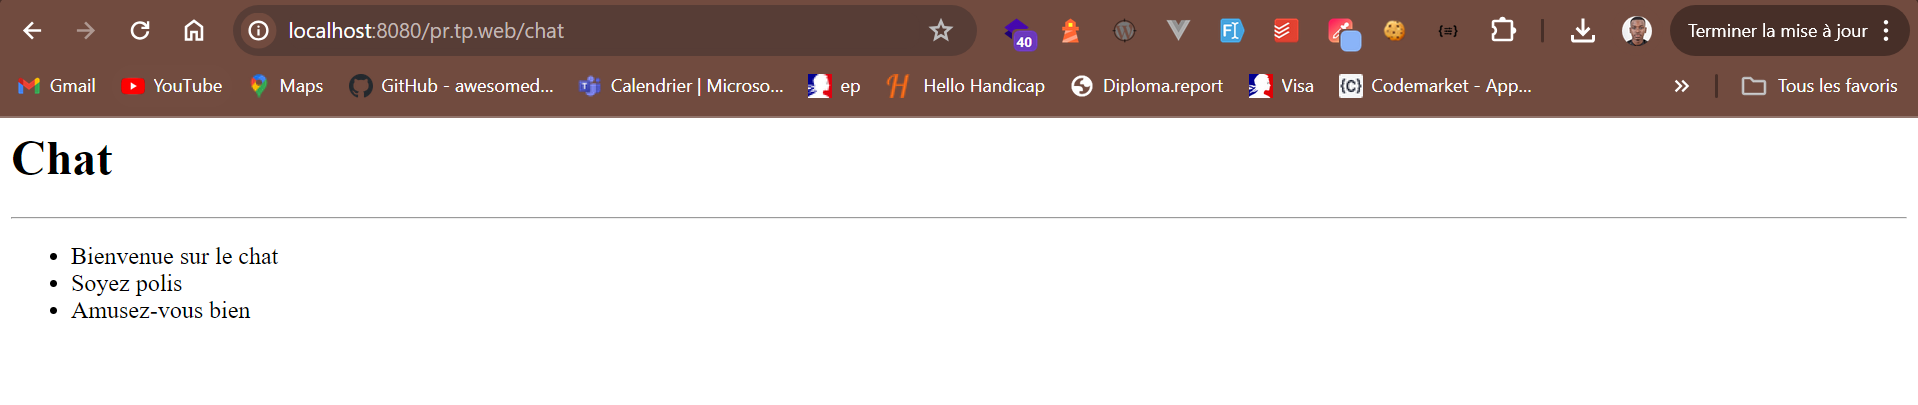 localhost:8080/pr.tp.web/chat
40
Terminer la mise à jour
Gmail
YouTube
Maps
GitHub - awesomed...
Calendrier | Microso...
ep
Hello Handicap
Diploma.report
Visa
{C}
Codemarket - App...
Tous les favoris
Chat
Bienvenue sur le chat
Soyez polis
Amusez-vous bien